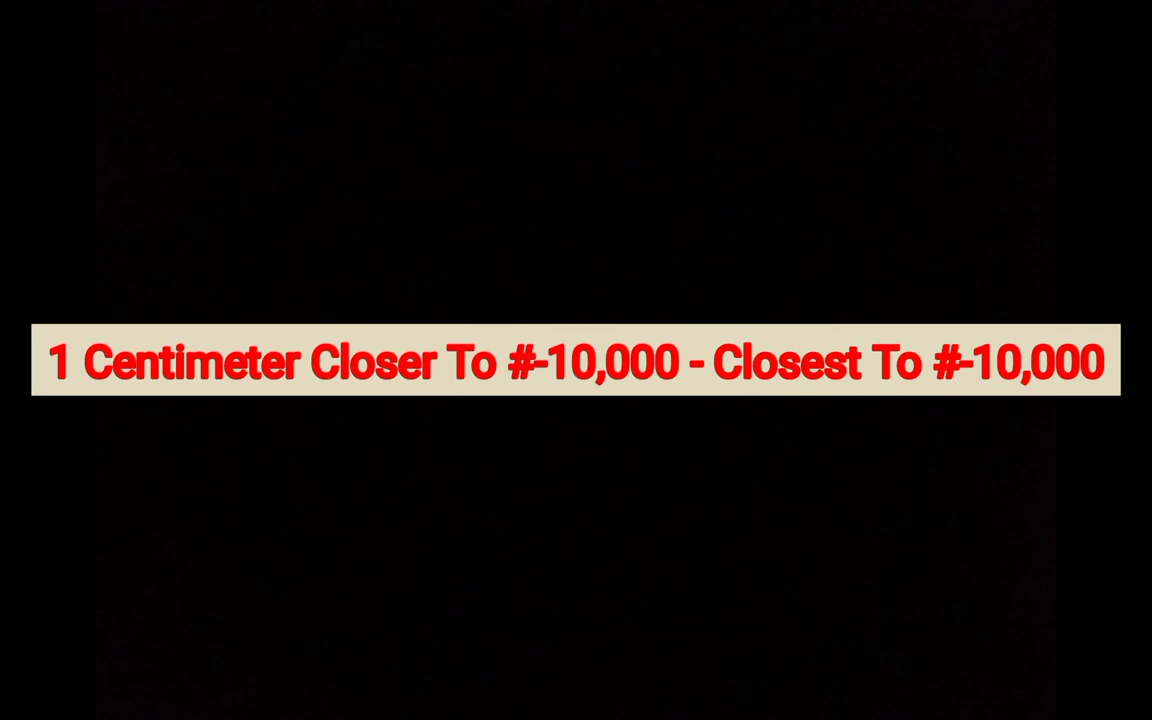 1 Centimeter Closer To #-10,000 - Closest To #-10,000